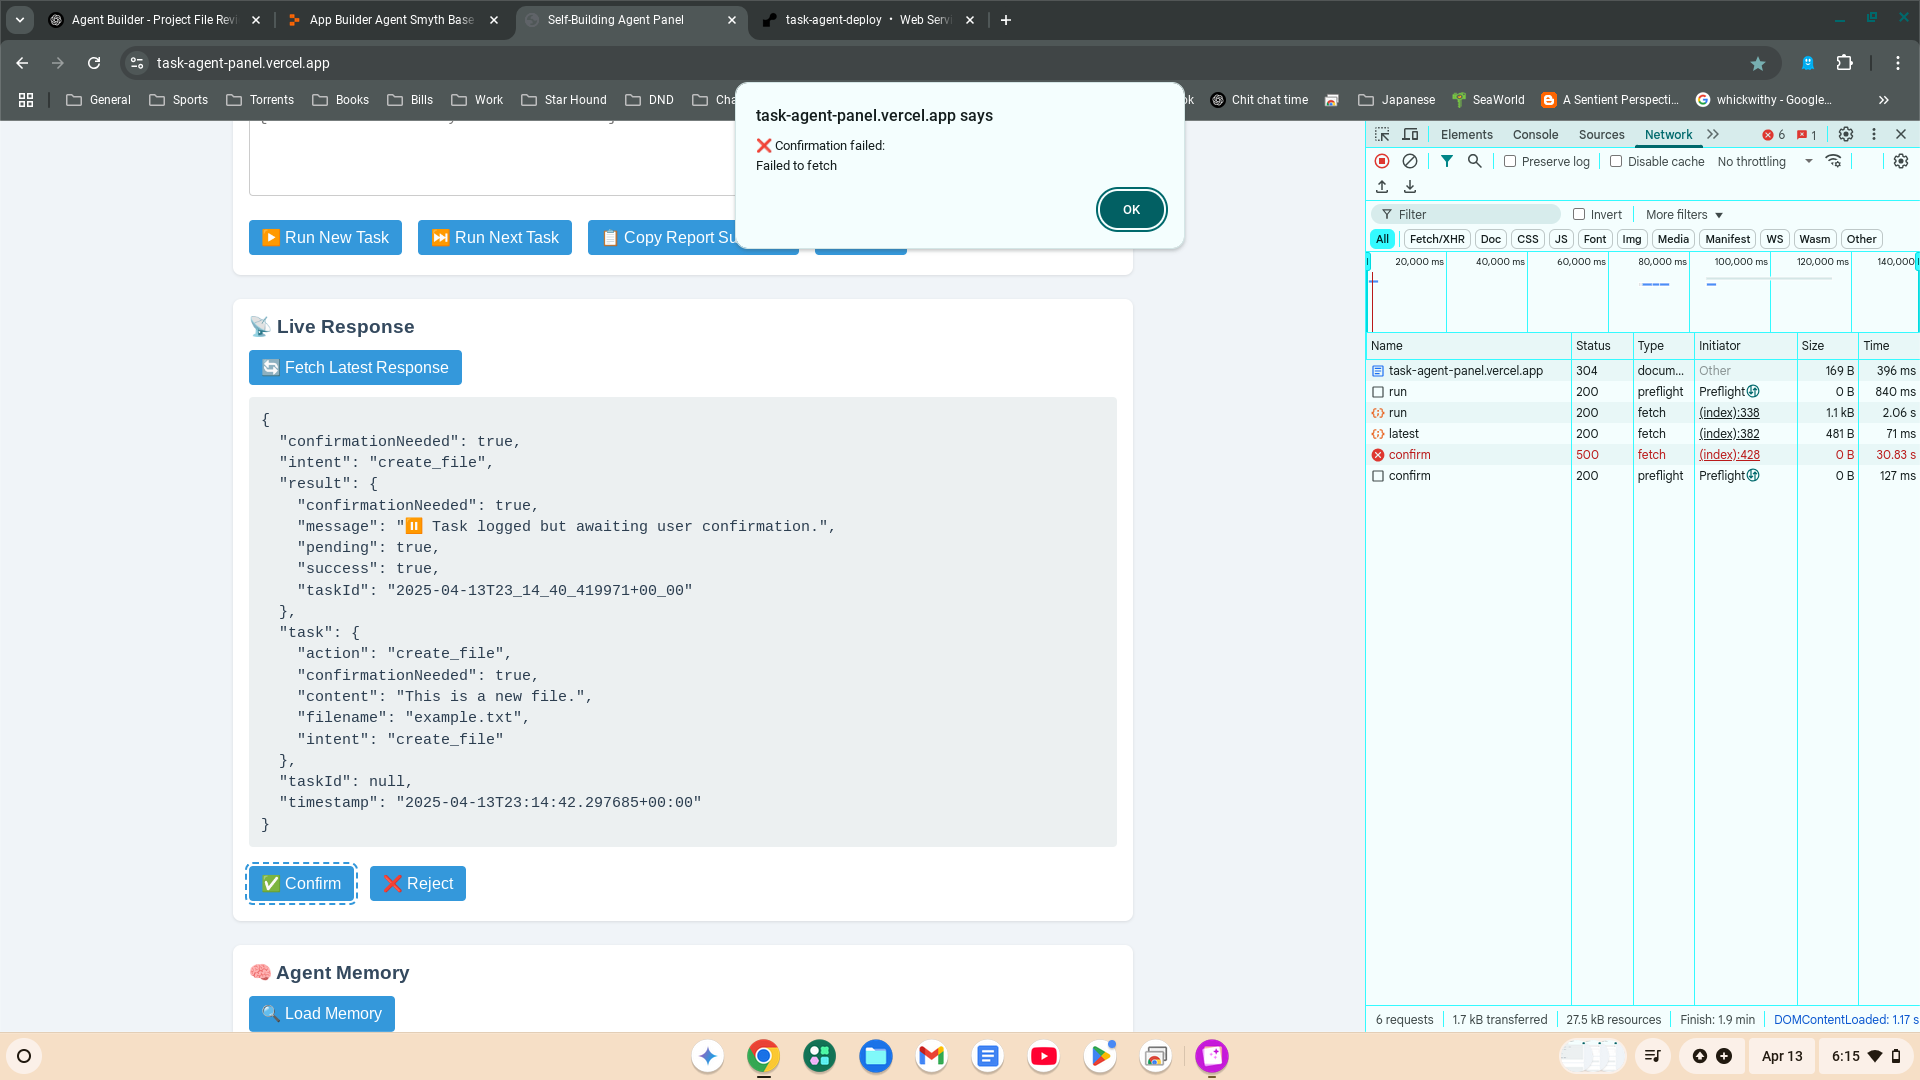 Agent Builder - Project File Revi
App Builder Agent Smyth Base
Self-Building Agent Panel
task-agent-deploy • Web Servi
task-agent-panel.vercel.app
General
Sports
Torrents
Books
Bills
Work
Star Hound
DND
Cha
ok
Chit chat time
Japanese
SeaWorld
A Sentient Perspecti...
whickwithy - Google...
task-agent-panel.vercel.app says
❌ Confirmation failed:
Failed to fetch
OK
▶️ Run New Task
⏭️ Run Next Task
📋 Copy Report Su
📡 Live Response
🔄 Fetch Latest Response
{
"confirmationNeeded": true,
"intent": "create_file",
"result": {
"confirmationNeeded": true,
"message": "⏸️ Task logged but awaiting user confirmation.",
"pending": true,
"success": true,
"taskId": "2025-04-13T23_14_40_419971+00_00"
},
"task": {
"action": "create_file",
"confirmationNeeded": true,
"content": "This is a new file.",
"filename": "example.txt",
"intent": "create_file"
},
"taskId": null,
"timestamp": "2025-04-13T23:14:42.297685+00:00"
}
✅ Confirm
❌ Reject
🧠 Agent Memory
🔍 Load Memory
Elements Console Sources Network 6 1
Preserve log Disable cache No throttling
Filter Invert More filters
All Fetch/XHR Doc CSS JS Font Img Media Manifest WS Wasm Other
20,000 ms 40,000 ms 60,000 ms 80,000 ms 100,000 ms 120,000 ms 140,000
Name Status Type Initiator Size Time
task-agent-panel.vercel.app 304 docum... Other 169 B 396 ms
run 200 preflight Preflight 0 B 840 ms
run 200 fetch (index):338 1.1 kB 2.06 s
latest 200 fetch (index):382 481 B 71 ms
confirm 500 fetch (index):428 0 B 30.83 s
confirm 200 preflight Preflight 0 B 127 ms
6 requests 1.7 kB transferred 27.5 kB resources Finish: 1.9 min DOMContentLoaded: 1.17 s
Apr 13
6:15